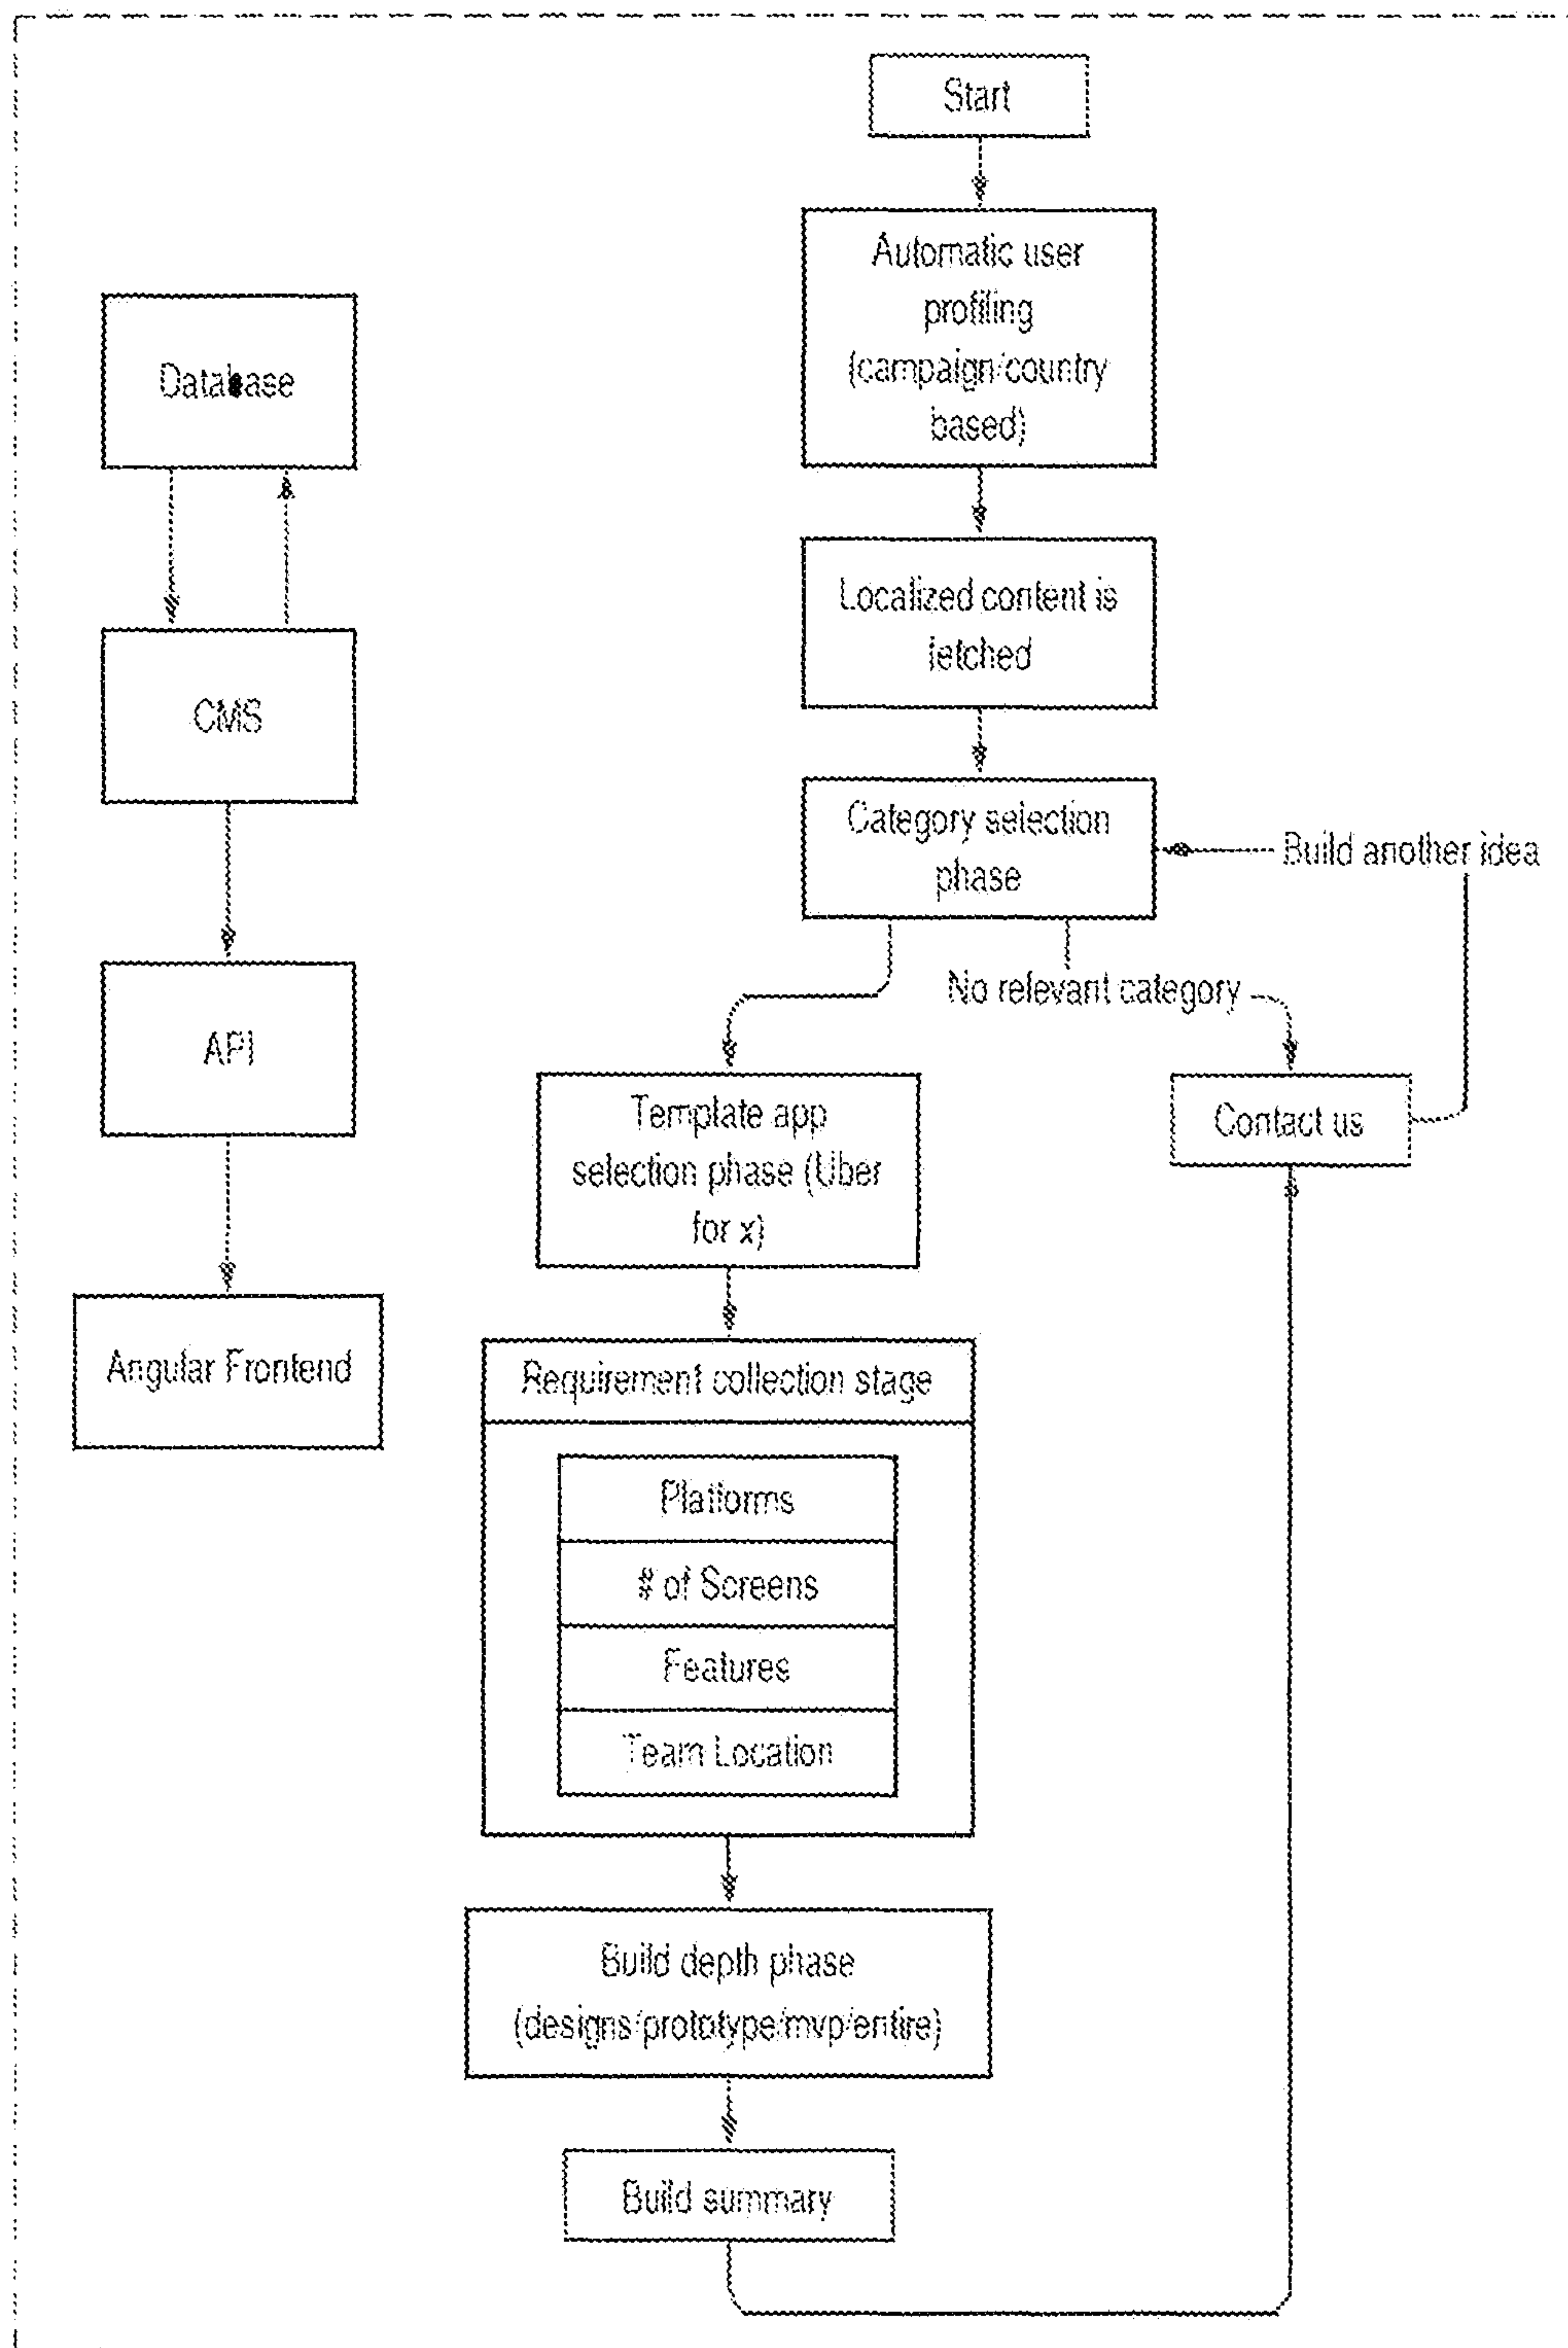 Start
Automatic user
profiling
(campaign/country
based)
Database
Localized content is
fetched
CMS
Category selection
phase
Build another idea
No relevant category
API
Template app
selection phase (Uber
for x)
Contact us
Angular Frontend
Requirement collection stage
Platforms
# of Screens
Features
Team Location
Build depth phase
(designs/prototype/mvp/entire)
Build summary